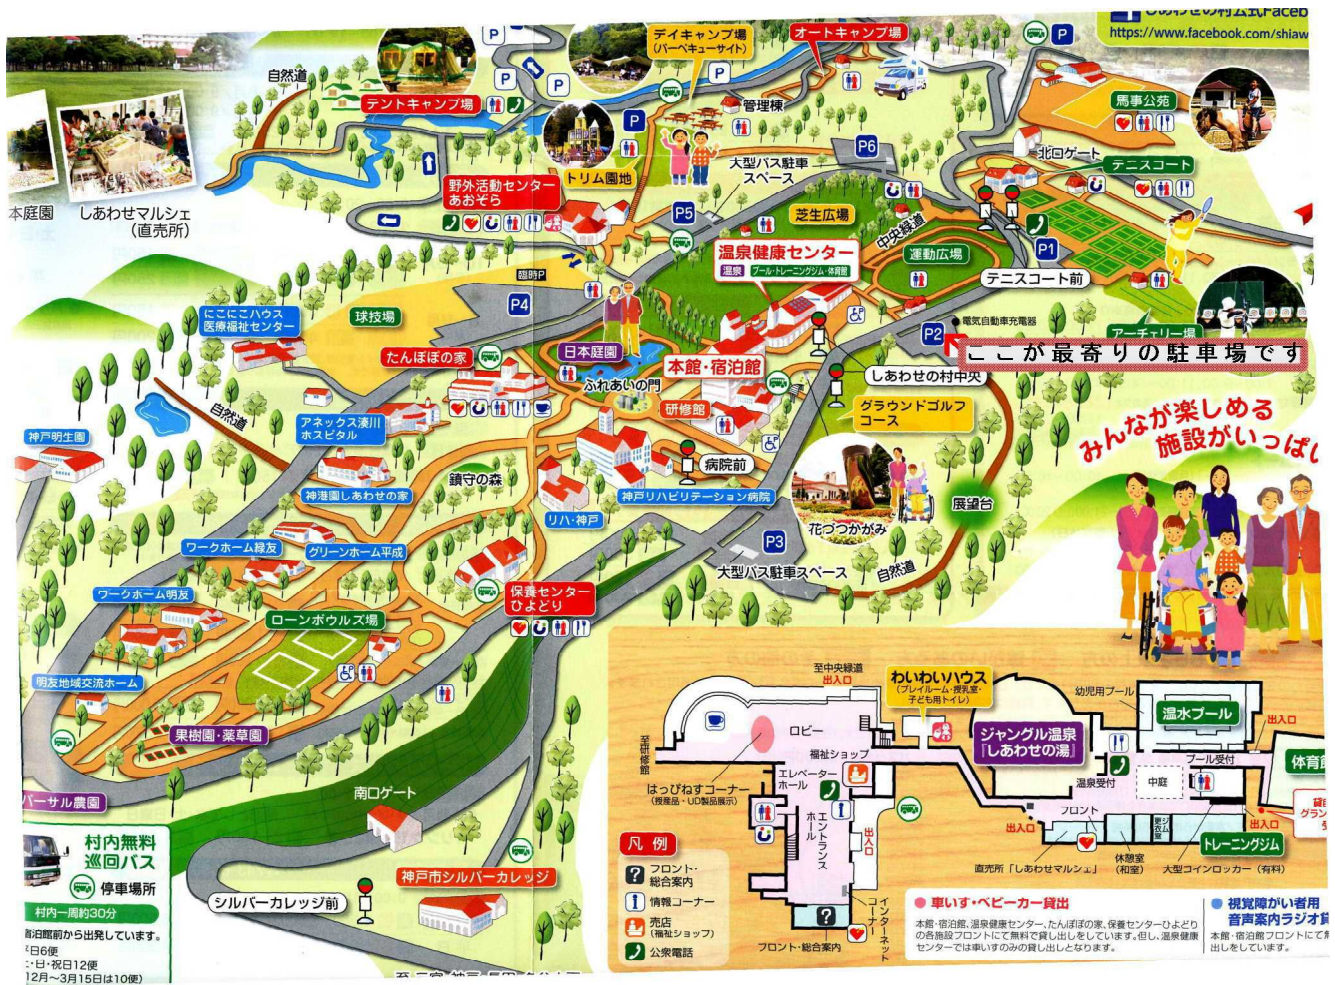 しあわせの村公式Faceb
https://www.facebook.com/shiaw
デイキャンプ場
(バーベキューサイト)
オートキャンプ場
自然道
テントキャンプ場
管理棟
馬事公苑
北口ゲート
テニスコート
大型バス駐車
スペース
トリム園地
野外活動センター
あおぞら
本庭園
しあわせマルシェ
(直売所)
P
P
P
P
P
P
P6
P5
芝生広場
中央緑道
運動広場
P1
テニスコート前
温泉健康センター
温泉
プール・トレーニングジム・体育館
臨時P
P4
球技場
にこにこハウス
医療福祉センター
たんぽぽの家
日本庭園
ふれあいの門
本館・宿泊館
研修館
P2
電気自動車充電器
アーチェリー場
ここが最寄りの駐車場です
しあわせの村中央
グラウンドゴルフ
コース
みんなが楽しめる
施設がいっぱい
自然道
アネックス湊川
ホスピタル
神戸明生園
神港園しあわせの家
鎮守の森
リハ・神戸
神戸リハビリテーション病院
病院前
花づつかがみ
展望台
P3
大型バス駐車スペース
自然道
ワークホーム緑友
グリーンホーム平成
ワークホーム明友
ローンボウルズ場
保養センター
ひよどり
明友地域交流ホーム
果樹園・薬草園
バーサル農園
南口ゲート
神戸市シルバーカレッジ
シルバーカレッジ前
村内無料
巡回バス
停車場所
村内一周約30分
宿泊館前から出発しています。
日6便
・日・祝日12便
12月~3月15日は10便)
至中央緑道
出入口
わいわいハウス
(プレイルーム・授乳室・
子ども用トイレ)
幼児用プール
温水プール
出入口
ロビー
ジャングル温泉
『しあわせの湯』
至研修館
福祉ショップ
エレベーター
ホール
はっぴねすコーナー
(授産品・UD製品展示)
温泉受付
中庭
プール受付
体育館
エントランス
ホール
出入口
フロント
出入口
更衣室
ジム
出入口
トレーニングジム
直売所「しあわせマルシェ」
休憩室
(和室)
大型コインロッカー(有料)
インターネット
コーナー
フロント・総合案内
凡例
フロント・
総合案内
情報コーナー
売店
(福祉ショップ)
公衆電話
車いす・ベビーカー貸出
本館・宿泊館、温泉健康センター、たんぽぽの家、保養センターひよどり
の各施設フロントにて無料で貸し出しをしています。但し、温泉健康
センターでは車いすのみの貸し出しとなります。
視覚障がい者用
音声案内ラジオ貸
本館・宿泊館フロントにて無
出しをしています。